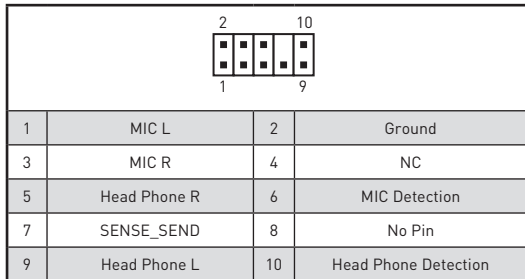 2 10
1 9
1 MIC L 2 Ground
3 MIC R 4 NC
5 Head Phone R 6 MIC Detection
7 SENSE_SEND 8 No Pin
9 Head Phone L 10 Head Phone Detection